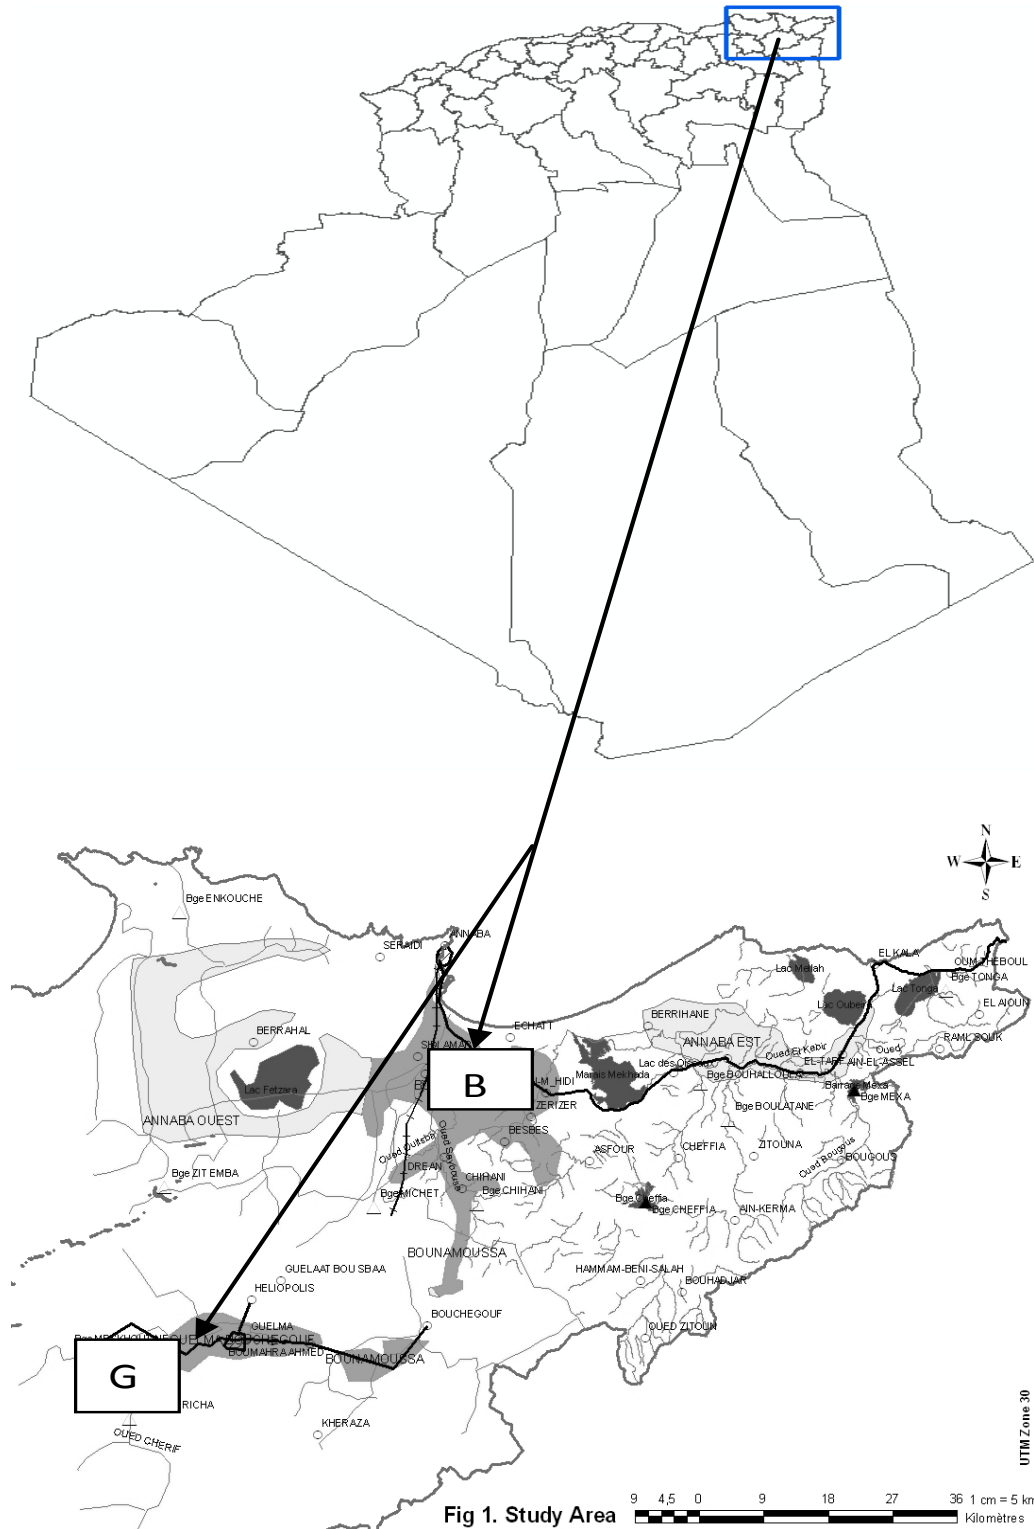 N
W E
S
Bge ENKOUCHE
ANNABA
SERAIDI
EL KALA
OUM THEBOUL
Lac Mellah
Bge TONGA
Lac Tonga
Lac Oubera
EL AIOUN
BERRIHANE
ECHATT
BERRAHAL
ANNABA EST
RAML SOUK
Oued El Kebir
Oued
Lac des Oiseaux
EL-TARF
AIN-EL-ASSEL
Marais Mekhada
Bge BOUHALLOUFA
Barrage Mexa
Bge MEXA
Lac Fetzara
B
ZERIZER
Bge BOULATANE
ANNABA OUEST
BESBES
CHEFFIA
ZITOUNA
ASFOUR
Oued Bougous
BOUGOUS
Oued Seybouse
DREAN
Bge ZIT EMBA
CHIHANI
Bge MICHET
Bge CHIHANI
Bge Cheffia
Bge CHEFFIA
AIN-KERMA
BOUNAMOUSSA
GUELAAT BOU SBAA
HAMMAM-BENI-SALAH
BOUHADJAR
HELIOPOLIS
BOUCHEGOUF
GUELMA
OUED ZITOUN
BOUMAHRA AHMED
BOUNAMOUSSA
G
RICHA
KHERAZA
OUED CHERIF
UTM Zone 30
Fig 1. Study Area
9 4,5 0 9 18 27 36 1 cm = 5 km
Kilomètres